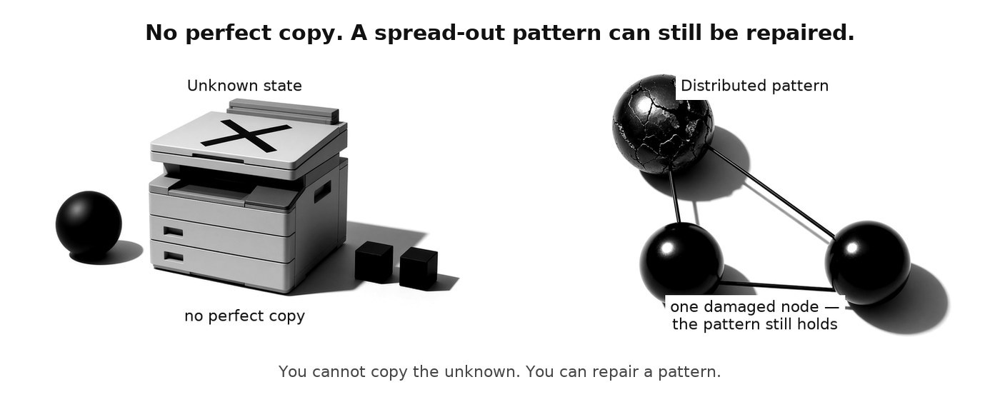 No perfect copy. A spread-out pattern can still be repaired.
Unknown state
Distributed pattern
no perfect copy
one damaged node —
the pattern still holds
You cannot copy the unknown. You can repair a pattern.